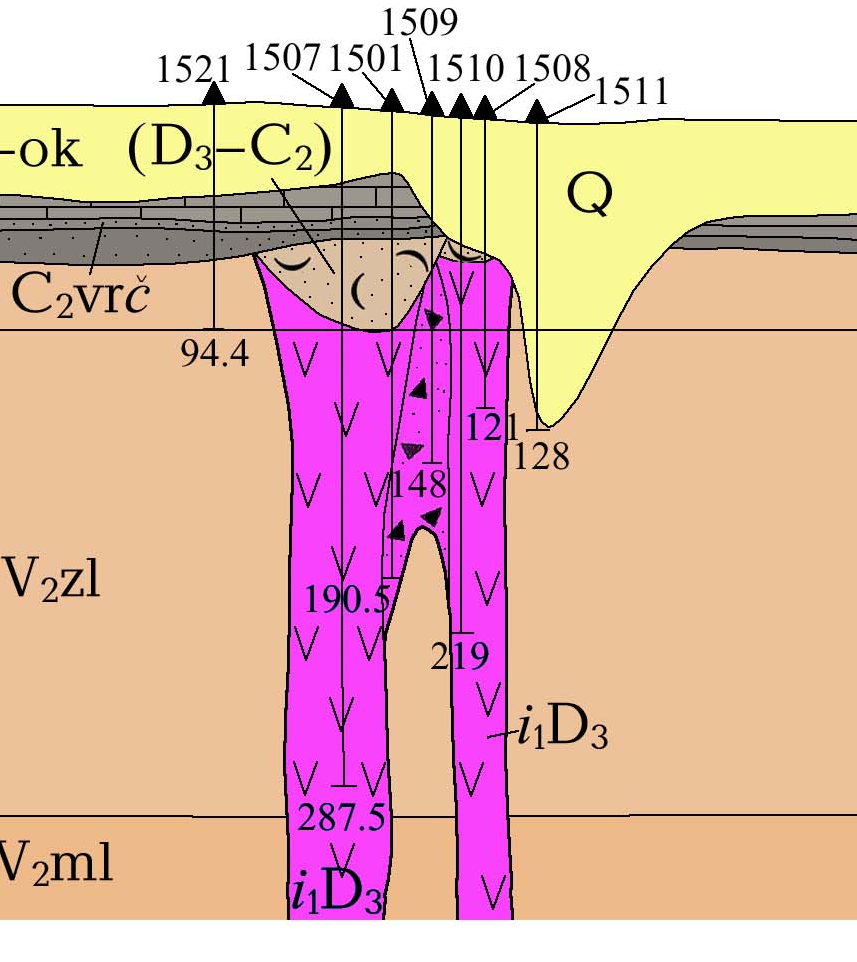 1509
1521 1507 1501 1510 1508
1511
-ok (D₃–C₂)
Q
C₂vrč
94.4
121
128
148
V₂zl
190.5
219
i₁D₃
287.5
V₂ml
i₁D₃